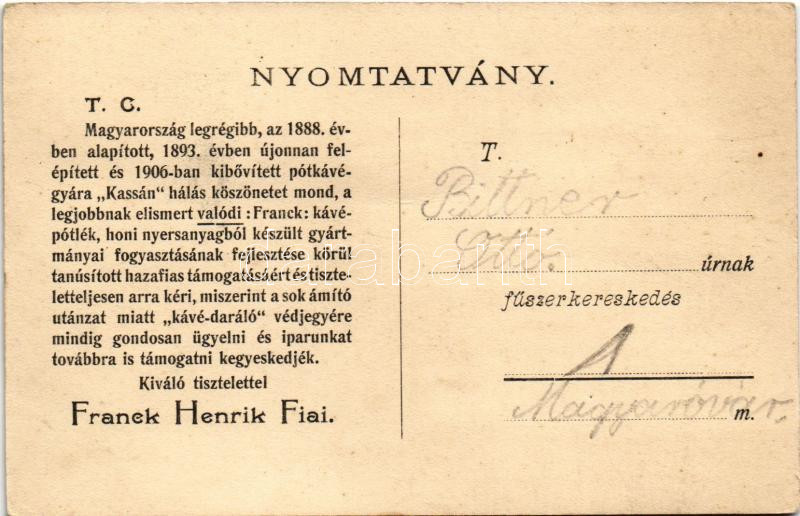 NYOMTATVÁNY.
T. C.
Magyarország legrégibb, az 1888. év-
ben alapított, 1893. évben újonnan fel-
épített és 1906-ban kibővített pótkávé-
gyára „Kassán" hálás köszönetet mond, a
legjobbnak elismert valódi :Franck: kávé-
pótlék, honi nyersanyagból készült gyárt-
mányai fogyasztásának fejlesztése körül
tanúsított hazafias támogatásáért és tiszte-
letteljesen arra kéri, miszerint a sok ámító
utánzat miatt „kávé-daráló" védjegyére
mindig gondosan ügyelni és iparunkat
továbbra is támogatni kegyeskedjék.
Kiváló tisztelettel
Franck Henrik Fiai.
T.
Bittner
Ottó. úrnak
fűszerkereskedés
Magyaróvár m.
darabanth